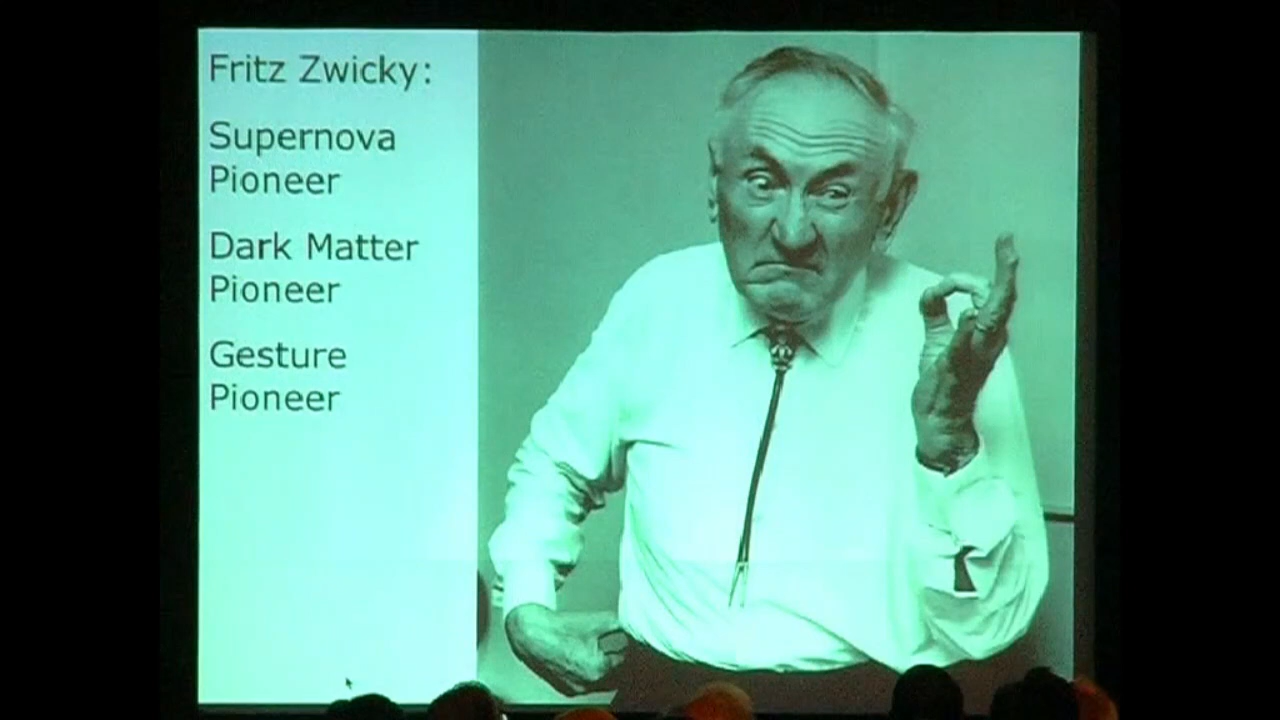 Fritz Zwicky:
Supernova
Pioneer
Dark Matter
Pioneer
Gesture
Pioneer